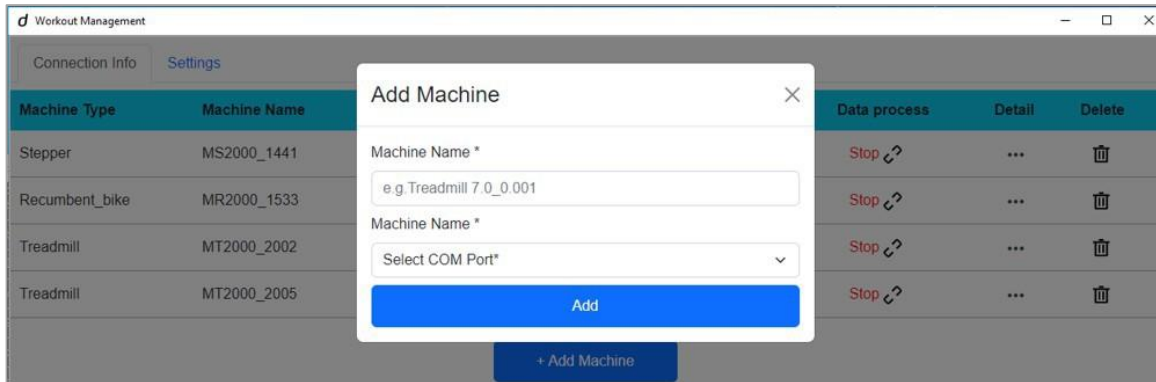 d Workout Management
Connection Info Settings
Machine Type Machine Name Data process Detail Delete
Stepper MS2000_1441 Stop
Recumbent_bike MR2000_1533 Stop
Treadmill MT2000_2002 Stop
Treadmill MT2000_2005 Stop
+ Add Machine
Add Machine
Machine Name *
e.g.Treadmill 7.0_0.001
Machine Name *
Select COM Port*
Add